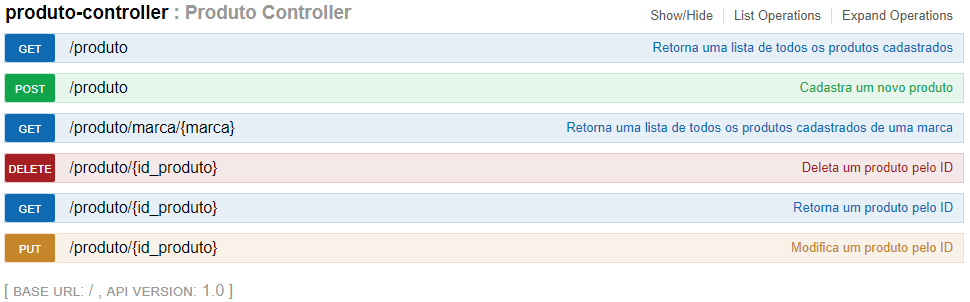 produto-controller : Produto Controller Show/Hide List Operations Expand Operations
GET /produto Retorna uma lista de todos os produtos cadastrados
POST /produto Cadastra um novo produto
GET /produto/marca/{marca} Retorna uma lista de todos os produtos cadastrados de uma marca
DELETE /produto/{id_produto} Deleta um produto pelo ID
GET /produto/{id_produto} Retorna um produto pelo ID
PUT /produto/{id_produto} Modifica um produto pelo ID
[ BASE URL: / , API VERSION: 1.0 ]